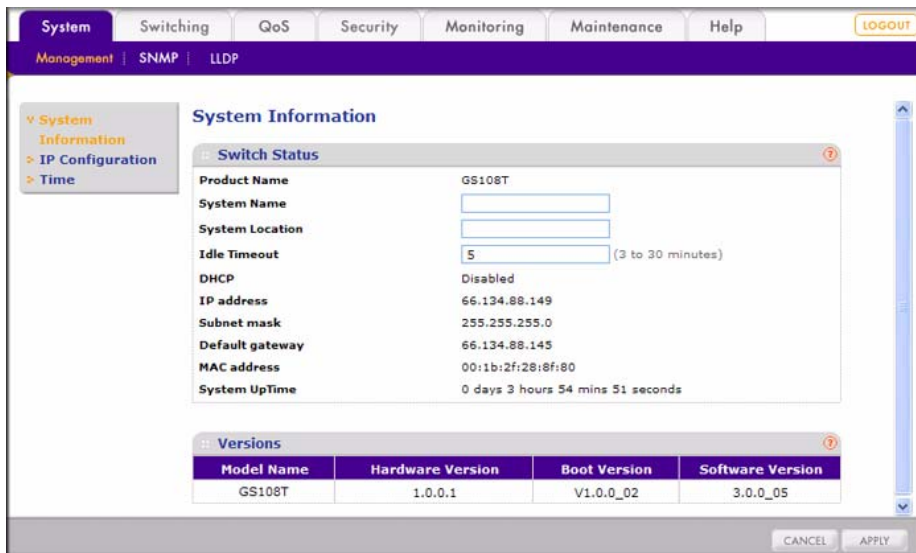 System Switching QoS Security Monitoring Maintenance Help LOGOUT
Management SNMP LLDP
System
Information
IP Configuration
Time
System Information
Switch Status ?
Product Name GS108T
System Name
System Location
Idle Timeout 5 (3 to 30 minutes)
DHCP Disabled
IP address 66.134.88.149
Subnet mask 255.255.255.0
Default gateway 66.134.88.145
MAC address 00:1b:2f:28:8f:80
System UpTime 0 days 3 hours 54 mins 51 seconds
Versions ?
Model Name Hardware Version Boot Version Software Version
GS108T 1.0.0.1 V1.0.0_02 3.0.0_05
CANCEL APPLY